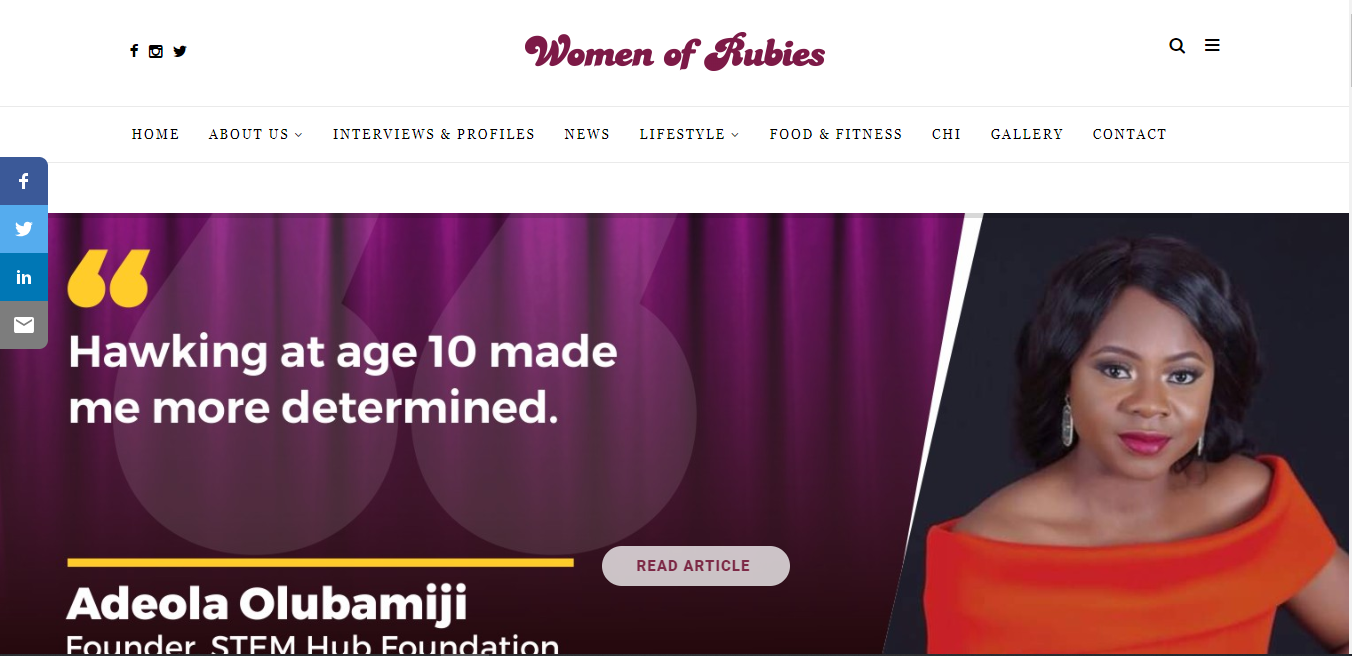 Women of Rubies
HOME ABOUT US INTERVIEWS & PROFILES NEWS LIFESTYLE FOOD & FITNESS CHI GALLERY CONTACT
in
“
Hawking at age 10 made
me more determined.
READ ARTICLE
Adeola Olubamiji
Founder, STEM Hub Foundation